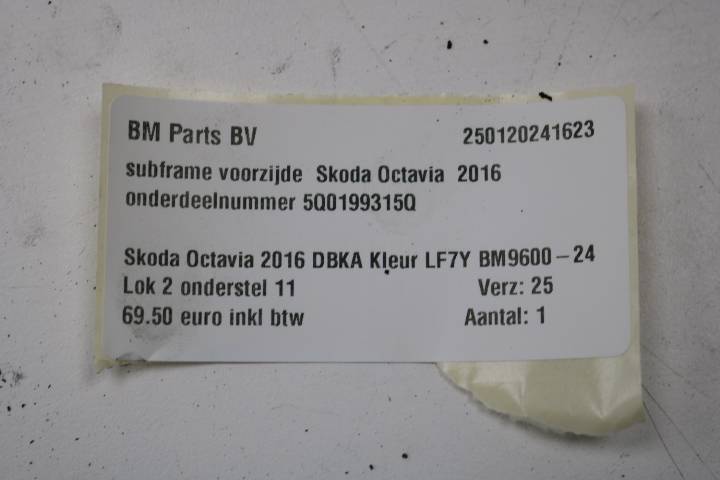 BM Parts BV 250120241623
subframe voorzijde Skoda Octavia 2016
onderdeelnummer 5Q0199315Q
Skoda Octavia 2016 DBKA Kleur LF7Y BM9600-24
Lok 2 onderstel 11 Verz: 25
69.50 euro inkl btw Aantal: 1